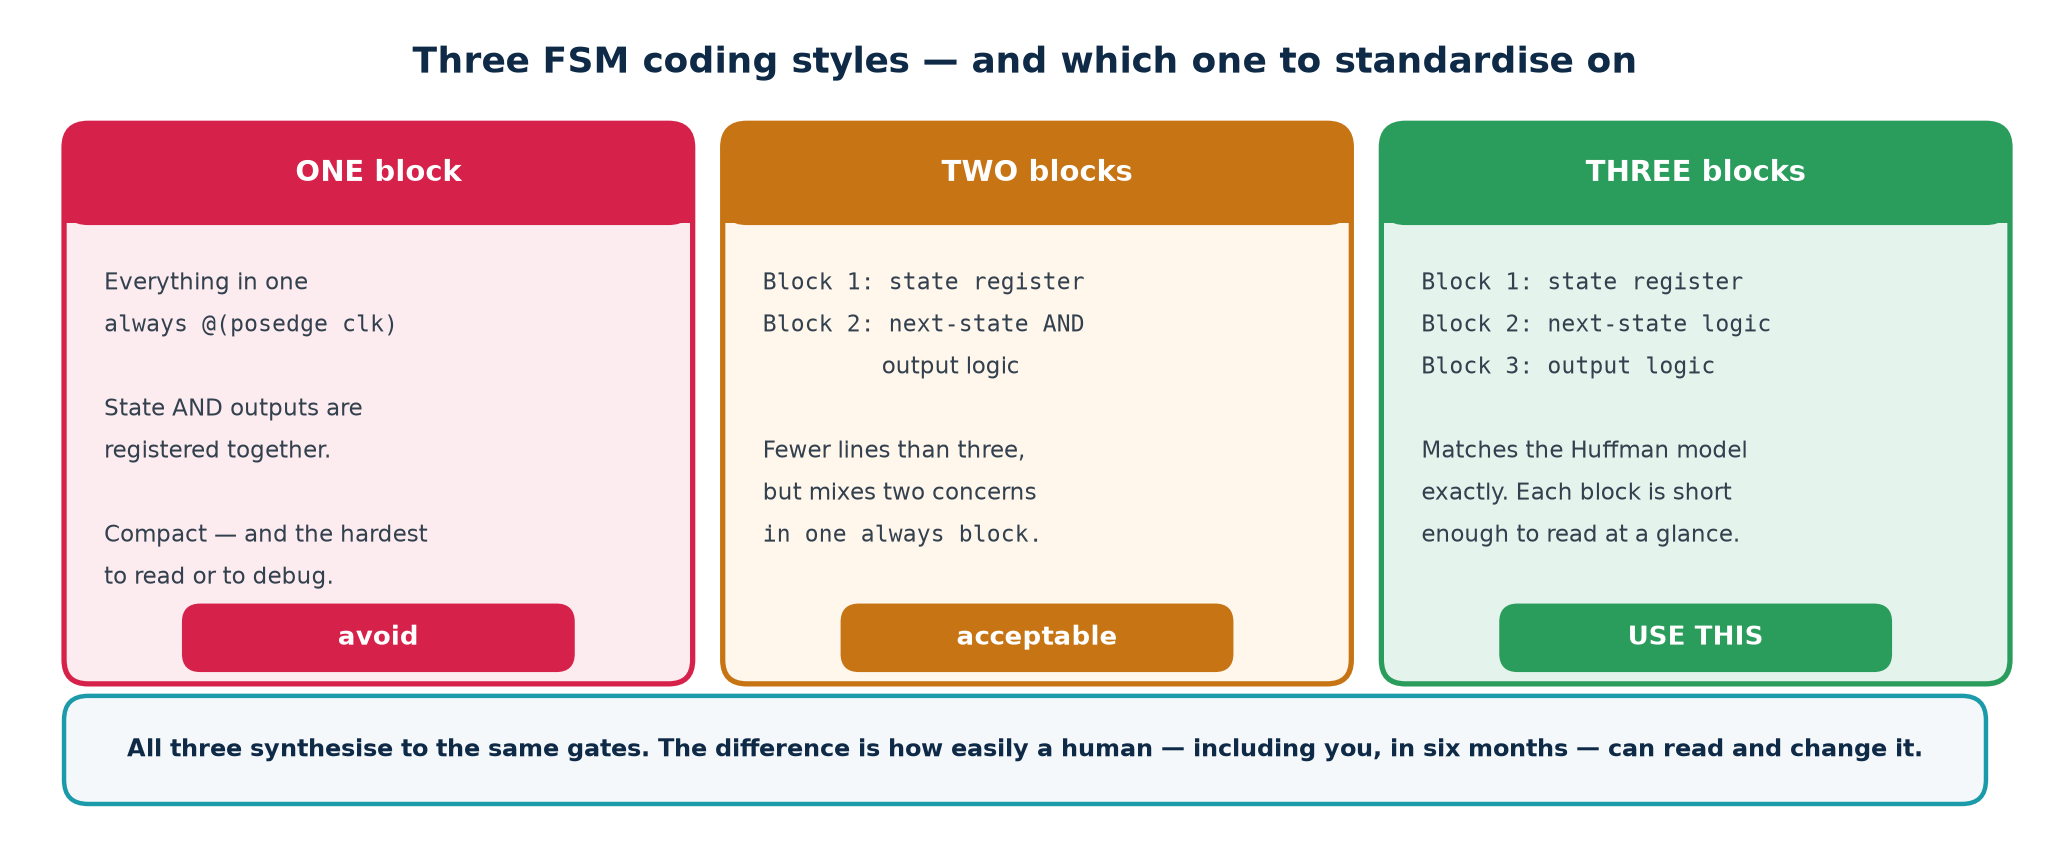 Three FSM coding styles — and which one to standardise on
ONE block
Everything in one
always @(posedge clk)
State AND outputs are
registered together.
Compact — and the hardest
to read or to debug.
avoid
TWO blocks
Block 1: state register
Block 2: next-state AND
output logic
Fewer lines than three,
but mixes two concerns
in one always block.
acceptable
THREE blocks
Block 1: state register
Block 2: next-state logic
Block 3: output logic
Matches the Huffman model
exactly. Each block is short
enough to read at a glance.
USE THIS
All three synthesise to the same gates. The difference is how easily a human — including you, in six months — can read and change it.